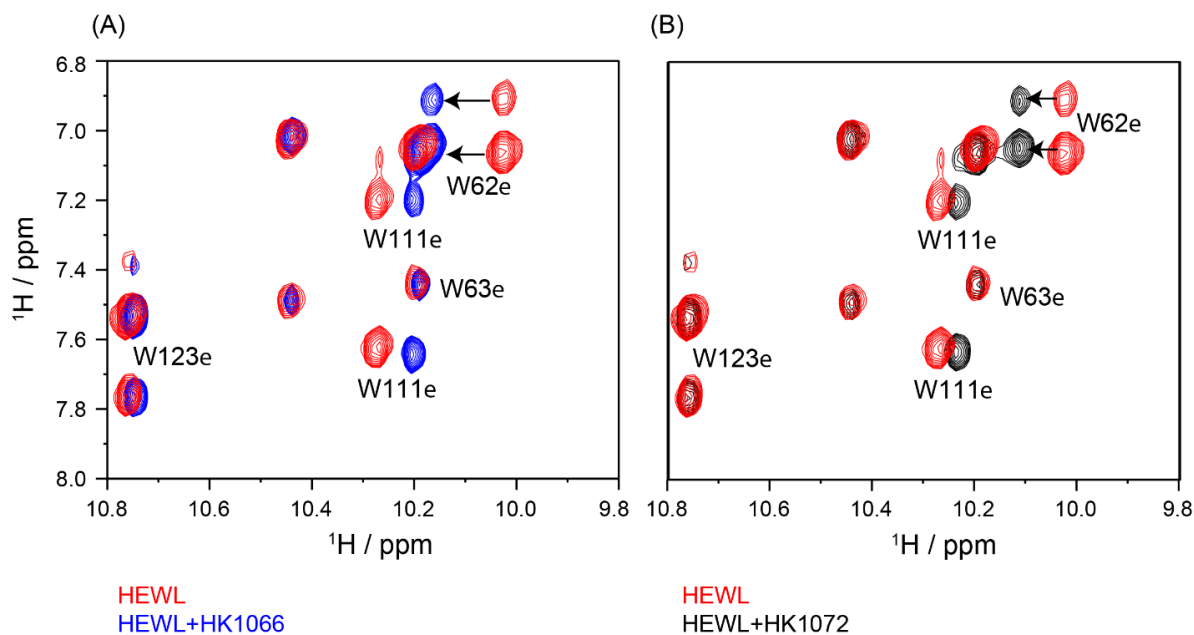 (A)
(B)
6.8
7.0
7.2
7.4
7.6
7.8
8.0
¹H / ppm
W62e
W111e
W63e
W123e
W111e
10.8
10.6
10.4
10.2
10.0
9.8
¹H / ppm
HEWL
HEWL+HK1066
W62e
W111e
W63e
W123e
W111e
10.8
10.6
10.4
10.2
10.0
9.8
¹H / ppm
HEWL
HEWL+HK1072